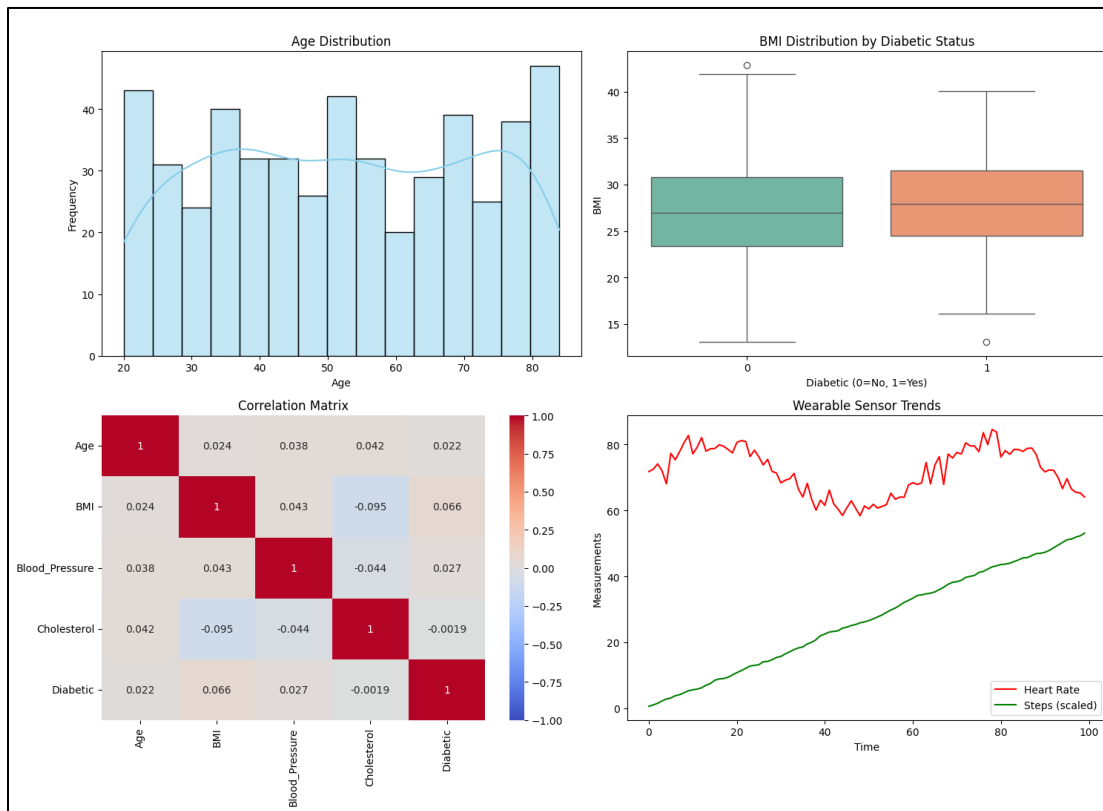 Age Distribution
Frequency
40
30
20
10
0
20 30 40 50 60 70 80
Age
BMI Distribution by Diabetic Status
BMI
40
35
30
25
20
15
0 1
Diabetic (0=No, 1=Yes)
Correlation Matrix
Age 1 0.024 0.038 0.042 0.022
BMI 0.024 1 0.043 -0.095 0.066
Blood_Pressure 0.038 0.043 1 -0.044 0.027
Cholesterol 0.042 -0.095 -0.044 1 -0.0019
Diabetic 0.022 0.066 0.027 -0.0019 1
Age BMI Blood_Pressure Cholesterol Diabetic
1.00
0.75
0.50
0.25
0.00
−0.25
−0.50
−0.75
−1.00
Wearable Sensor Trends
Measurements
80
60
40
20
0
Heart Rate
Steps (scaled)
0 20 40 60 80 100
Time